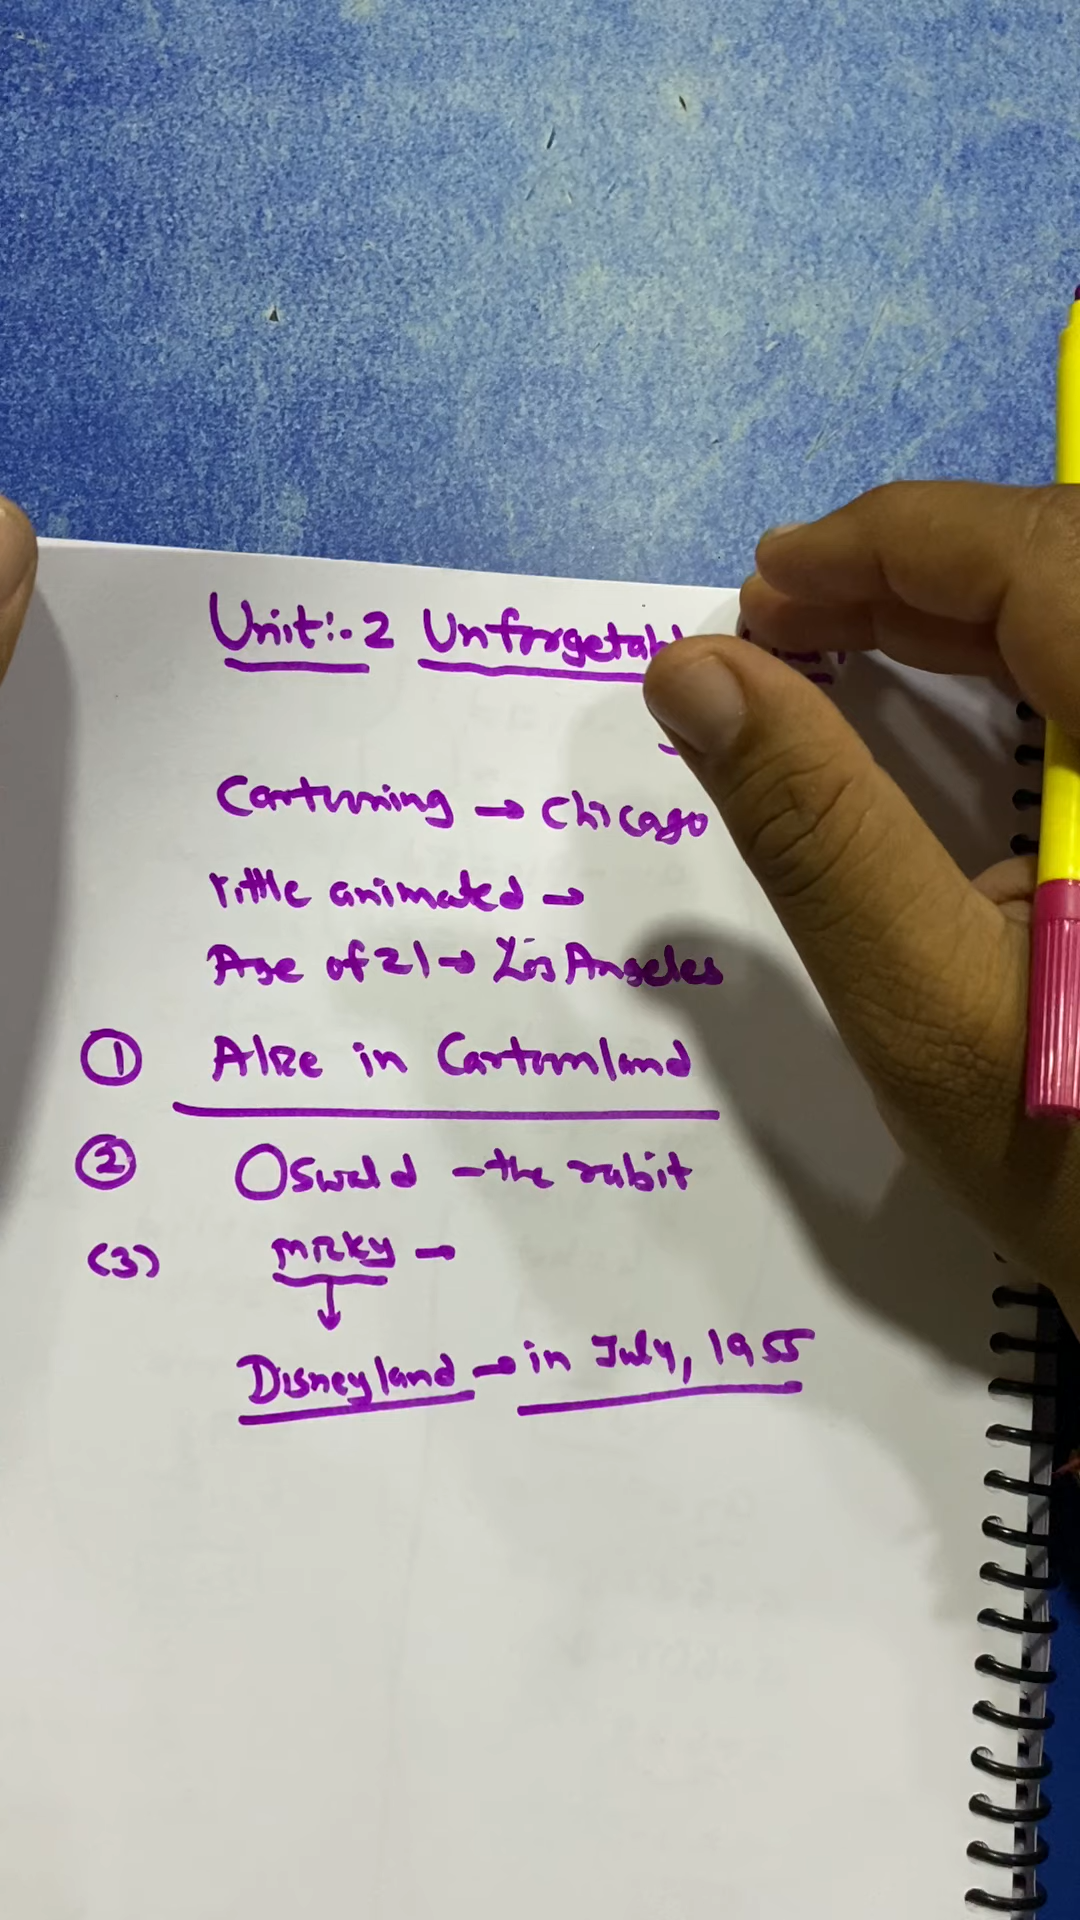 Unit:- 2 Unforgetab
Cartuning → Chicago
little animated →
Age of 21 → Los Angeles
① Alice in Cartoonland
② Oswald - the rabit
(3) Micky →
↓
Disneyland → in July, 1955